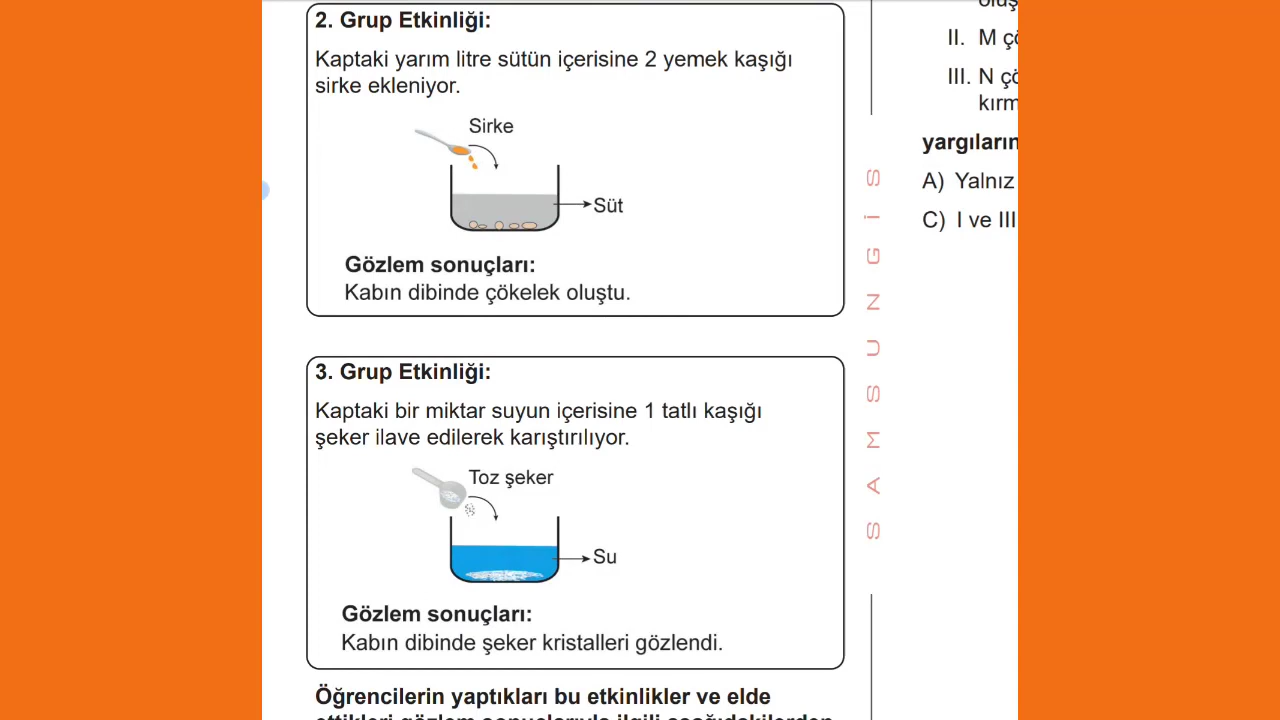 2. Grup Etkinliği:
Kaptaki yarım litre sütün içerisine 2 yemek kaşığı
sirke ekleniyor.
Sirke
Süt
Gözlem sonuçları:
Kabın dibinde çökelek oluştu.
3. Grup Etkinliği:
Kaptaki bir miktar suyun içerisine 1 tatlı kaşığı
şeker ilave edilerek karıştırılıyor.
Toz şeker
Su
Gözlem sonuçları:
Kabın dibinde şeker kristalleri gözlendi.
Öğrencilerin yaptıkları bu etkinlikler ve elde
SAMSUNGİS
II. M
III. N
yargıların
A) Yalnız
C) I ve III